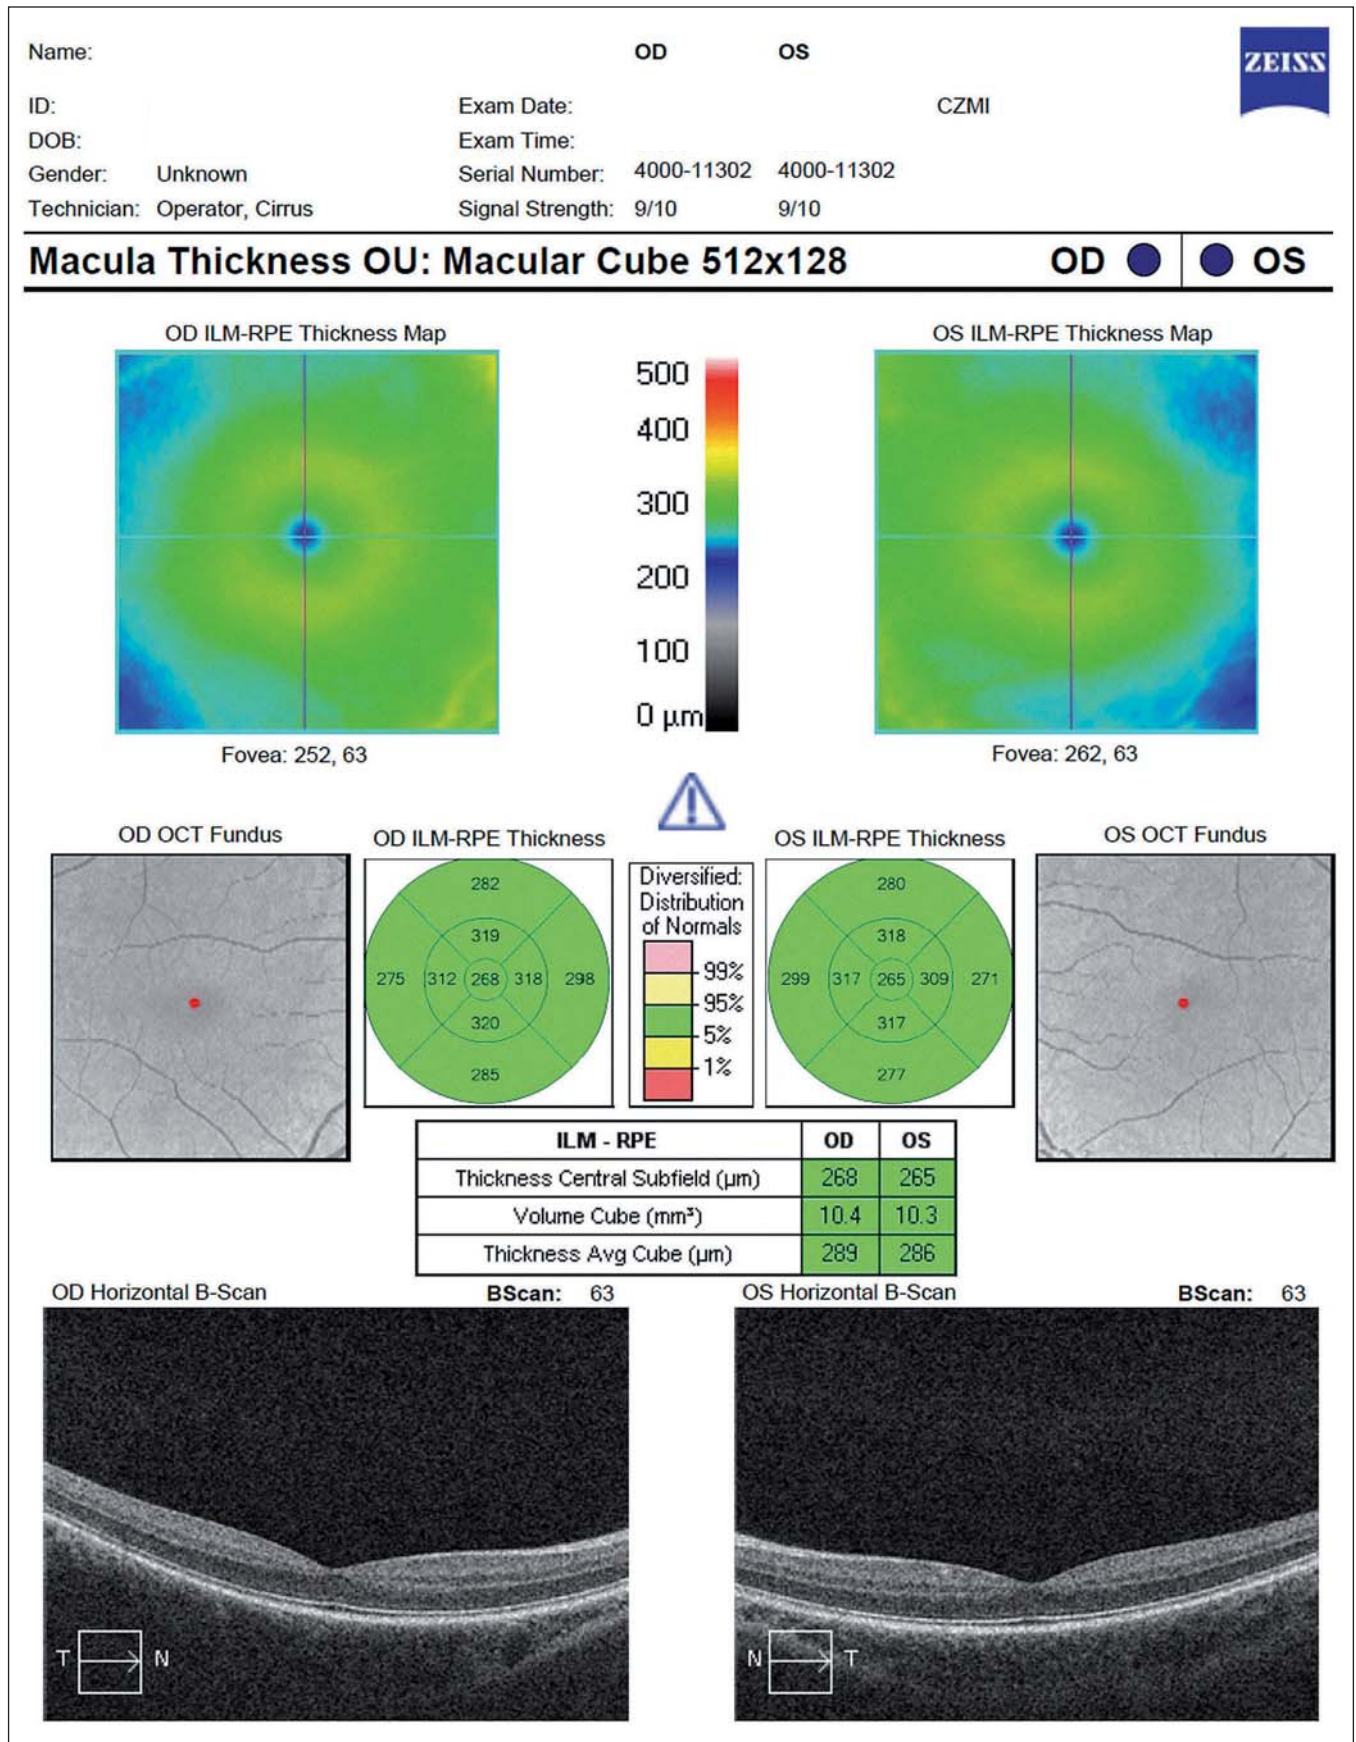 Name: OD OS
ZEISS
ID: Exam Date: CZMI
DOB: Exam Time:
Gender: Unknown Serial Number: 4000-11302 4000-11302
Technician: Operator, Cirrus Signal Strength: 9/10 9/10
Macula Thickness OU: Macular Cube 512x128 OD OS
OD ILM-RPE Thickness Map
OS ILM-RPE Thickness Map
500
400
300
200
100
0 µm
Fovea: 252, 63
Fovea: 262, 63
OD OCT Fundus
OD ILM-RPE Thickness
OS ILM-RPE Thickness
OS OCT Fundus
282
319
275 312 268 318 298
320
285
Diversified:
Distribution
of Normals
99%
95%
5%
1%
280
318
299 317 265 309 271
317
277
ILM - RPE OD OS
Thickness Central Subfield (µm) 268 265
Volume Cube (mm³) 10.4 10.3
Thickness Avg Cube (µm) 289 286
OD Horizontal B-Scan BScan: 63
OS Horizontal B-Scan BScan: 63
T N
N T